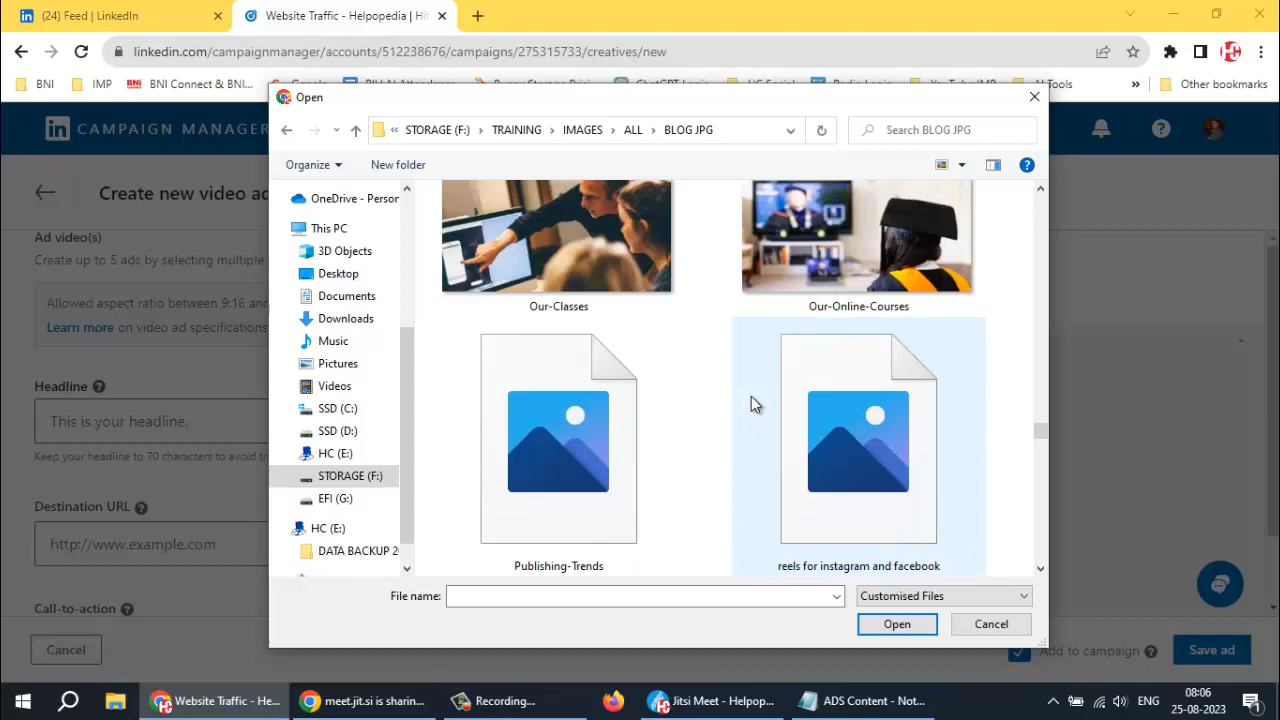 (24) Feed | LinkedIn
Website Traffic - Helpopedia | Hi
linkedin.com/campaignmanager/accounts/512238676/campaigns/275315733/creatives/new
BNI
IMP
BNI Connect & BNI...
ChatGPT
YouTube IMP
N Tools
Other bookmarks
CAMPAIGN MANAGER
Open
STORAGE (F:)
TRAINING
IMAGES
ALL
BLOG JPG
Search BLOG JPG
Organize
New folder
Create new video ad
Ad video(s)
Create up to 5 ads by selecting multiple
Allowed aspect ratio between 9:16 and
Learn more on video ad specifications
Headline
This is your headline.
Keep your headline to 70 characters to avoid
Destination URL
http://www.example.com
Call-to-action
OneDrive - Person
This PC
3D Objects
Desktop
Documents
Downloads
Music
Pictures
Videos
SSD (C:)
SSD (D:)
HC (E:)
STORAGE (F:)
EFI (G:)
HC (E:)
DATA BACKUP 2
Our-Classes
Our-Online-Courses
Publishing-Trends
reels for instagram and facebook
File name:
Customised Files
Open
Cancel
Cancel
Add to campaign
Save ad
Website Traffic - He...
meet.jit.si is sharin...
Recording...
Jitsi Meet - Helpop...
ADS Content - Not...
ENG
08:06
25-08-2023
1